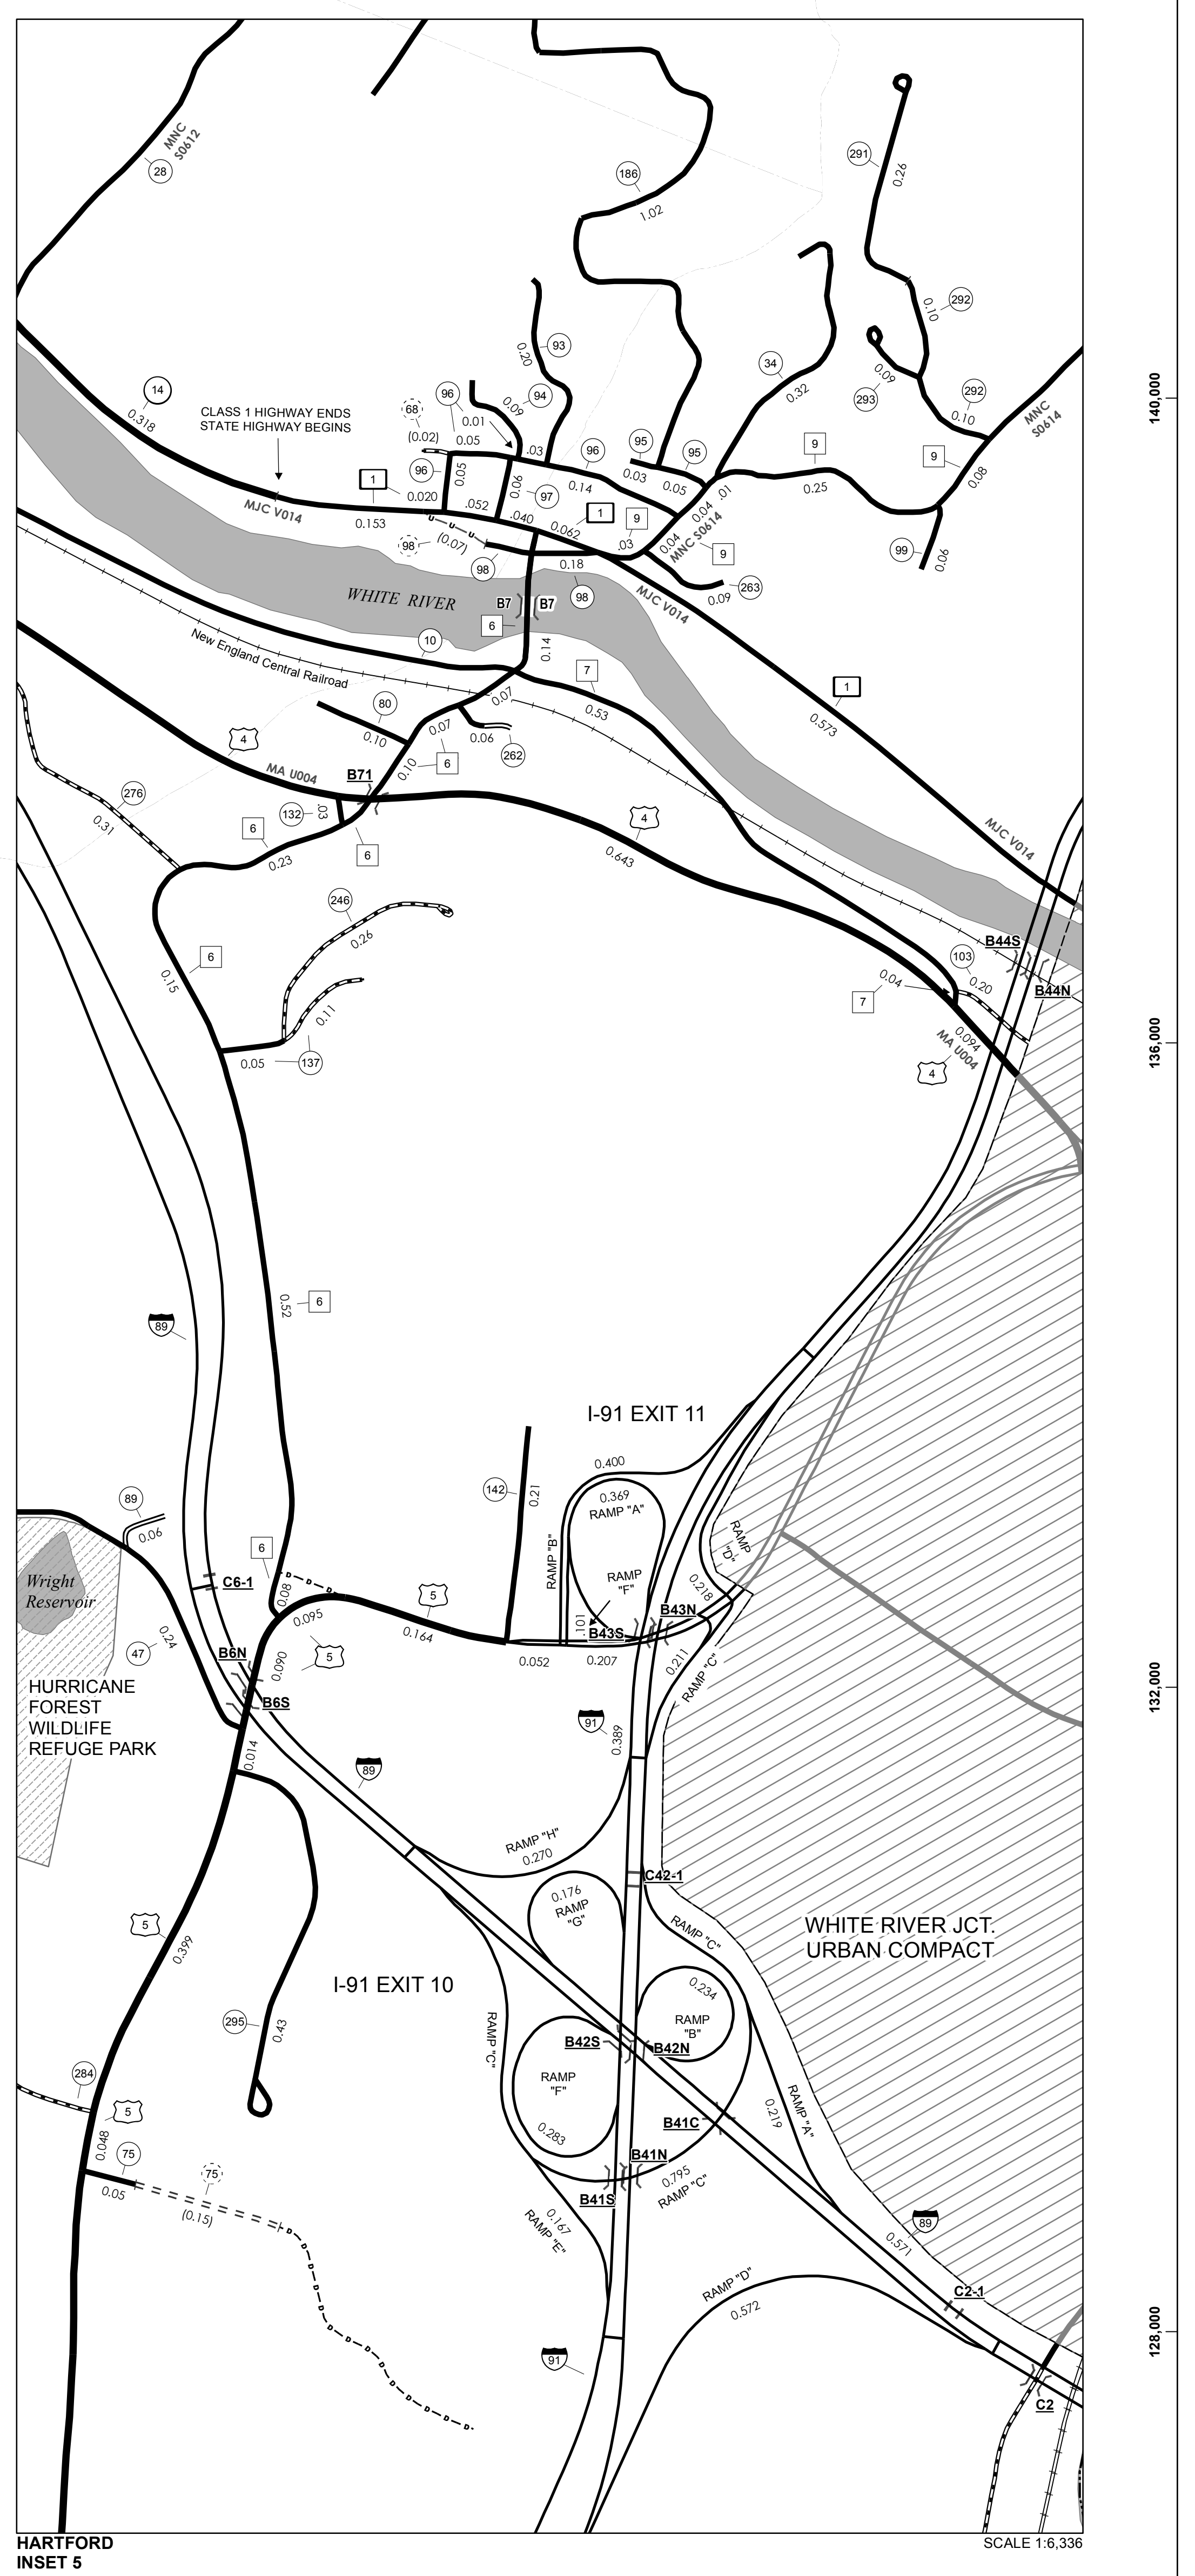 MNC
S0612
28
186
1.02
291
0.26
292
0.10
93
0.20
94
0.09
96
0.01
68
(0.02)
0.05
.03
14
0.318
CLASS 1 HIGHWAY ENDS
STATE HIGHWAY BEGINS
34
0.32
0.09
293
292
0.10
MNC
S0614
140,000
96
0.05
0.06
97
96
0.14
95
0.03
95
0.05
9
0.25
9
0.08
1
0.020
.052
.040
0.062
1
9
0.04
.01
MJC V014
0.153
98
(0.07)
98
.03
0.04
MNC S0614
9
99
0.06
0.18
98
263
0.09
WHITE RIVER
B7
B7
6
MJC V014
10
0.14
New England Central Railroad
7
0.53
0.07
1
0.573
80
0.10
0.07
0.06
262
4
MA U004
B71
0.10
6
276
0.31
132
.03
6
0.23
6
4
0.643
MJC V014
246
0.26
6
0.15
0.11
0.05
137
B44S
B44N
103
0.20
0.04
7
0.094
MA U004
4
136,000
6
0.52
89
I-91 EXIT 11
0.400
0.369
RAMP "A"
142
0.21
RAMP "B"
RAMP
"D"
89
0.06
Wright
Reservoir
6
C6-1
0.08
0.095
5
0.164
RAMP
"F"
.101
0.218
B43N
B43S
0.052
0.207
0.211
RAMP "C"
47
0.24
B6N
0.090
5
B6S
132,000
HURRICANE
FOREST
WILDLIFE
REFUGE PARK
0.014
91
0.389
89
RAMP "H"
0.270
C42-1
0.176
RAMP
"G"
RAMP "C"
WHITE RIVER JCT.
URBAN COMPACT
5
0.399
I-91 EXIT 10
0.234
RAMP
"B"
295
0.43
RAMP "C"
B42S
B42N
RAMP
"F"
0.283
284
5
0.048
75
0.05
75
(0.15)
B41C
0.219
RAMP "A"
B41N
B41S
0.795
RAMP "C"
0.167
RAMP "E"
89
0.571
RAMP "D"
0.572
C2-1
91
C2
128,000
HARTFORD
INSET 5
SCALE 1:6,336